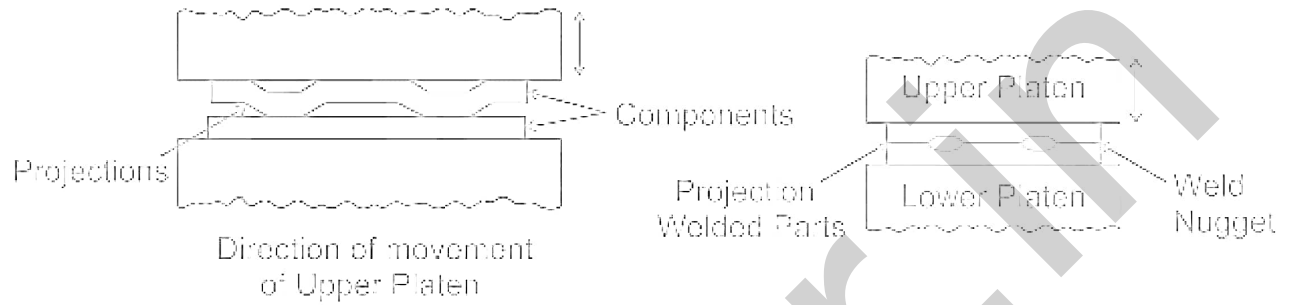 Components
Projections
Direction of movement
of Upper Platen
Upper Platen
Lower Platen
Projection
Welded Parts
Weld
Nugget